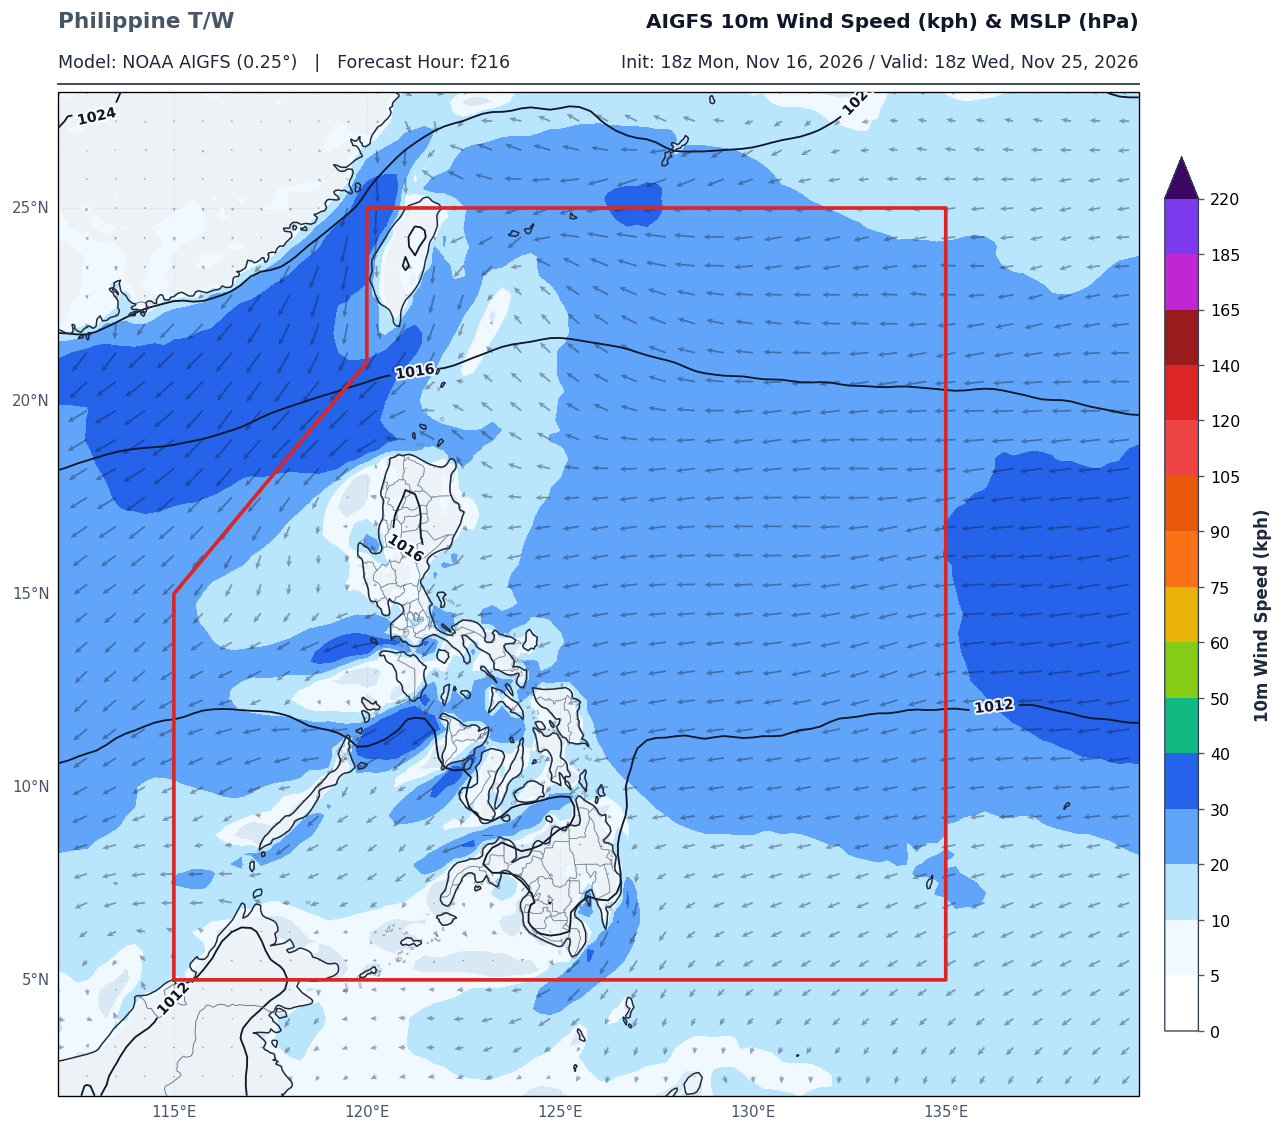 Philippine T/W
AIGFS 10m Wind Speed (kph) & MSLP (hPa)
Model: NOAA AIGFS (0.25°) | Forecast Hour: f216
Init: 18z Mon, Nov 16, 2026 / Valid: 18z Wed, Nov 25, 2026
1024
102
1016
1016
1012
1012
25°N
20°N
15°N
10°N
5°N
115°E
120°E
125°E
130°E
135°E
220
185
165
140
120
105
90
75
60
50
40
30
20
10
5
0
10m Wind Speed (kph)